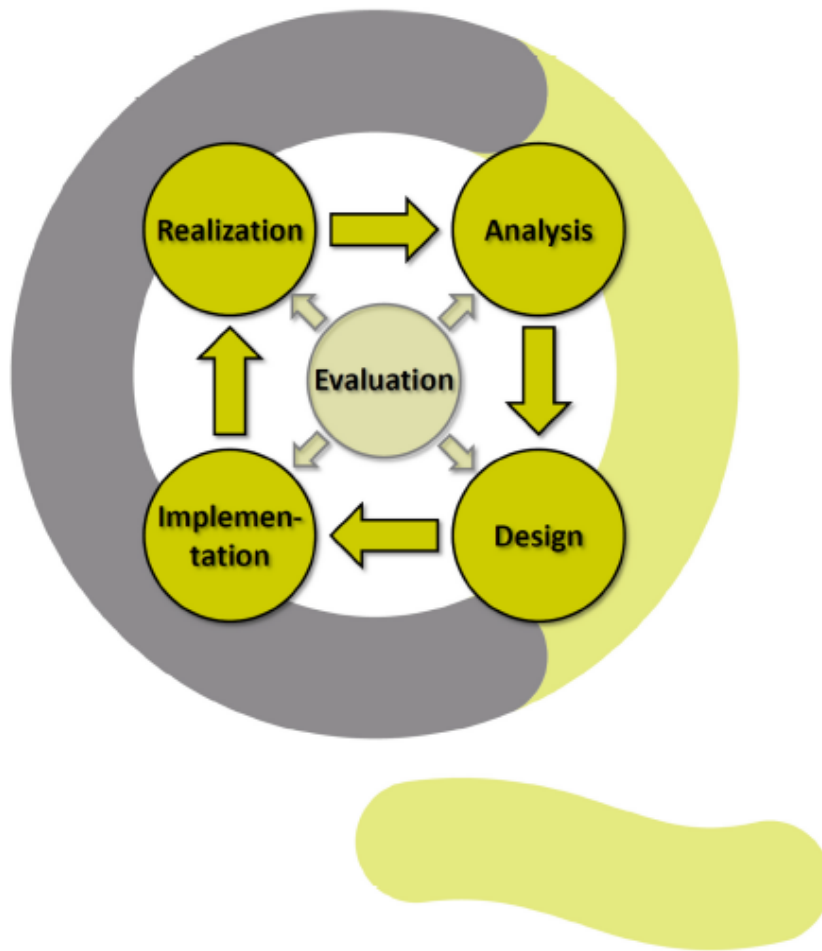 Realization
Analysis
Evaluation
Implemen-
tation
Design